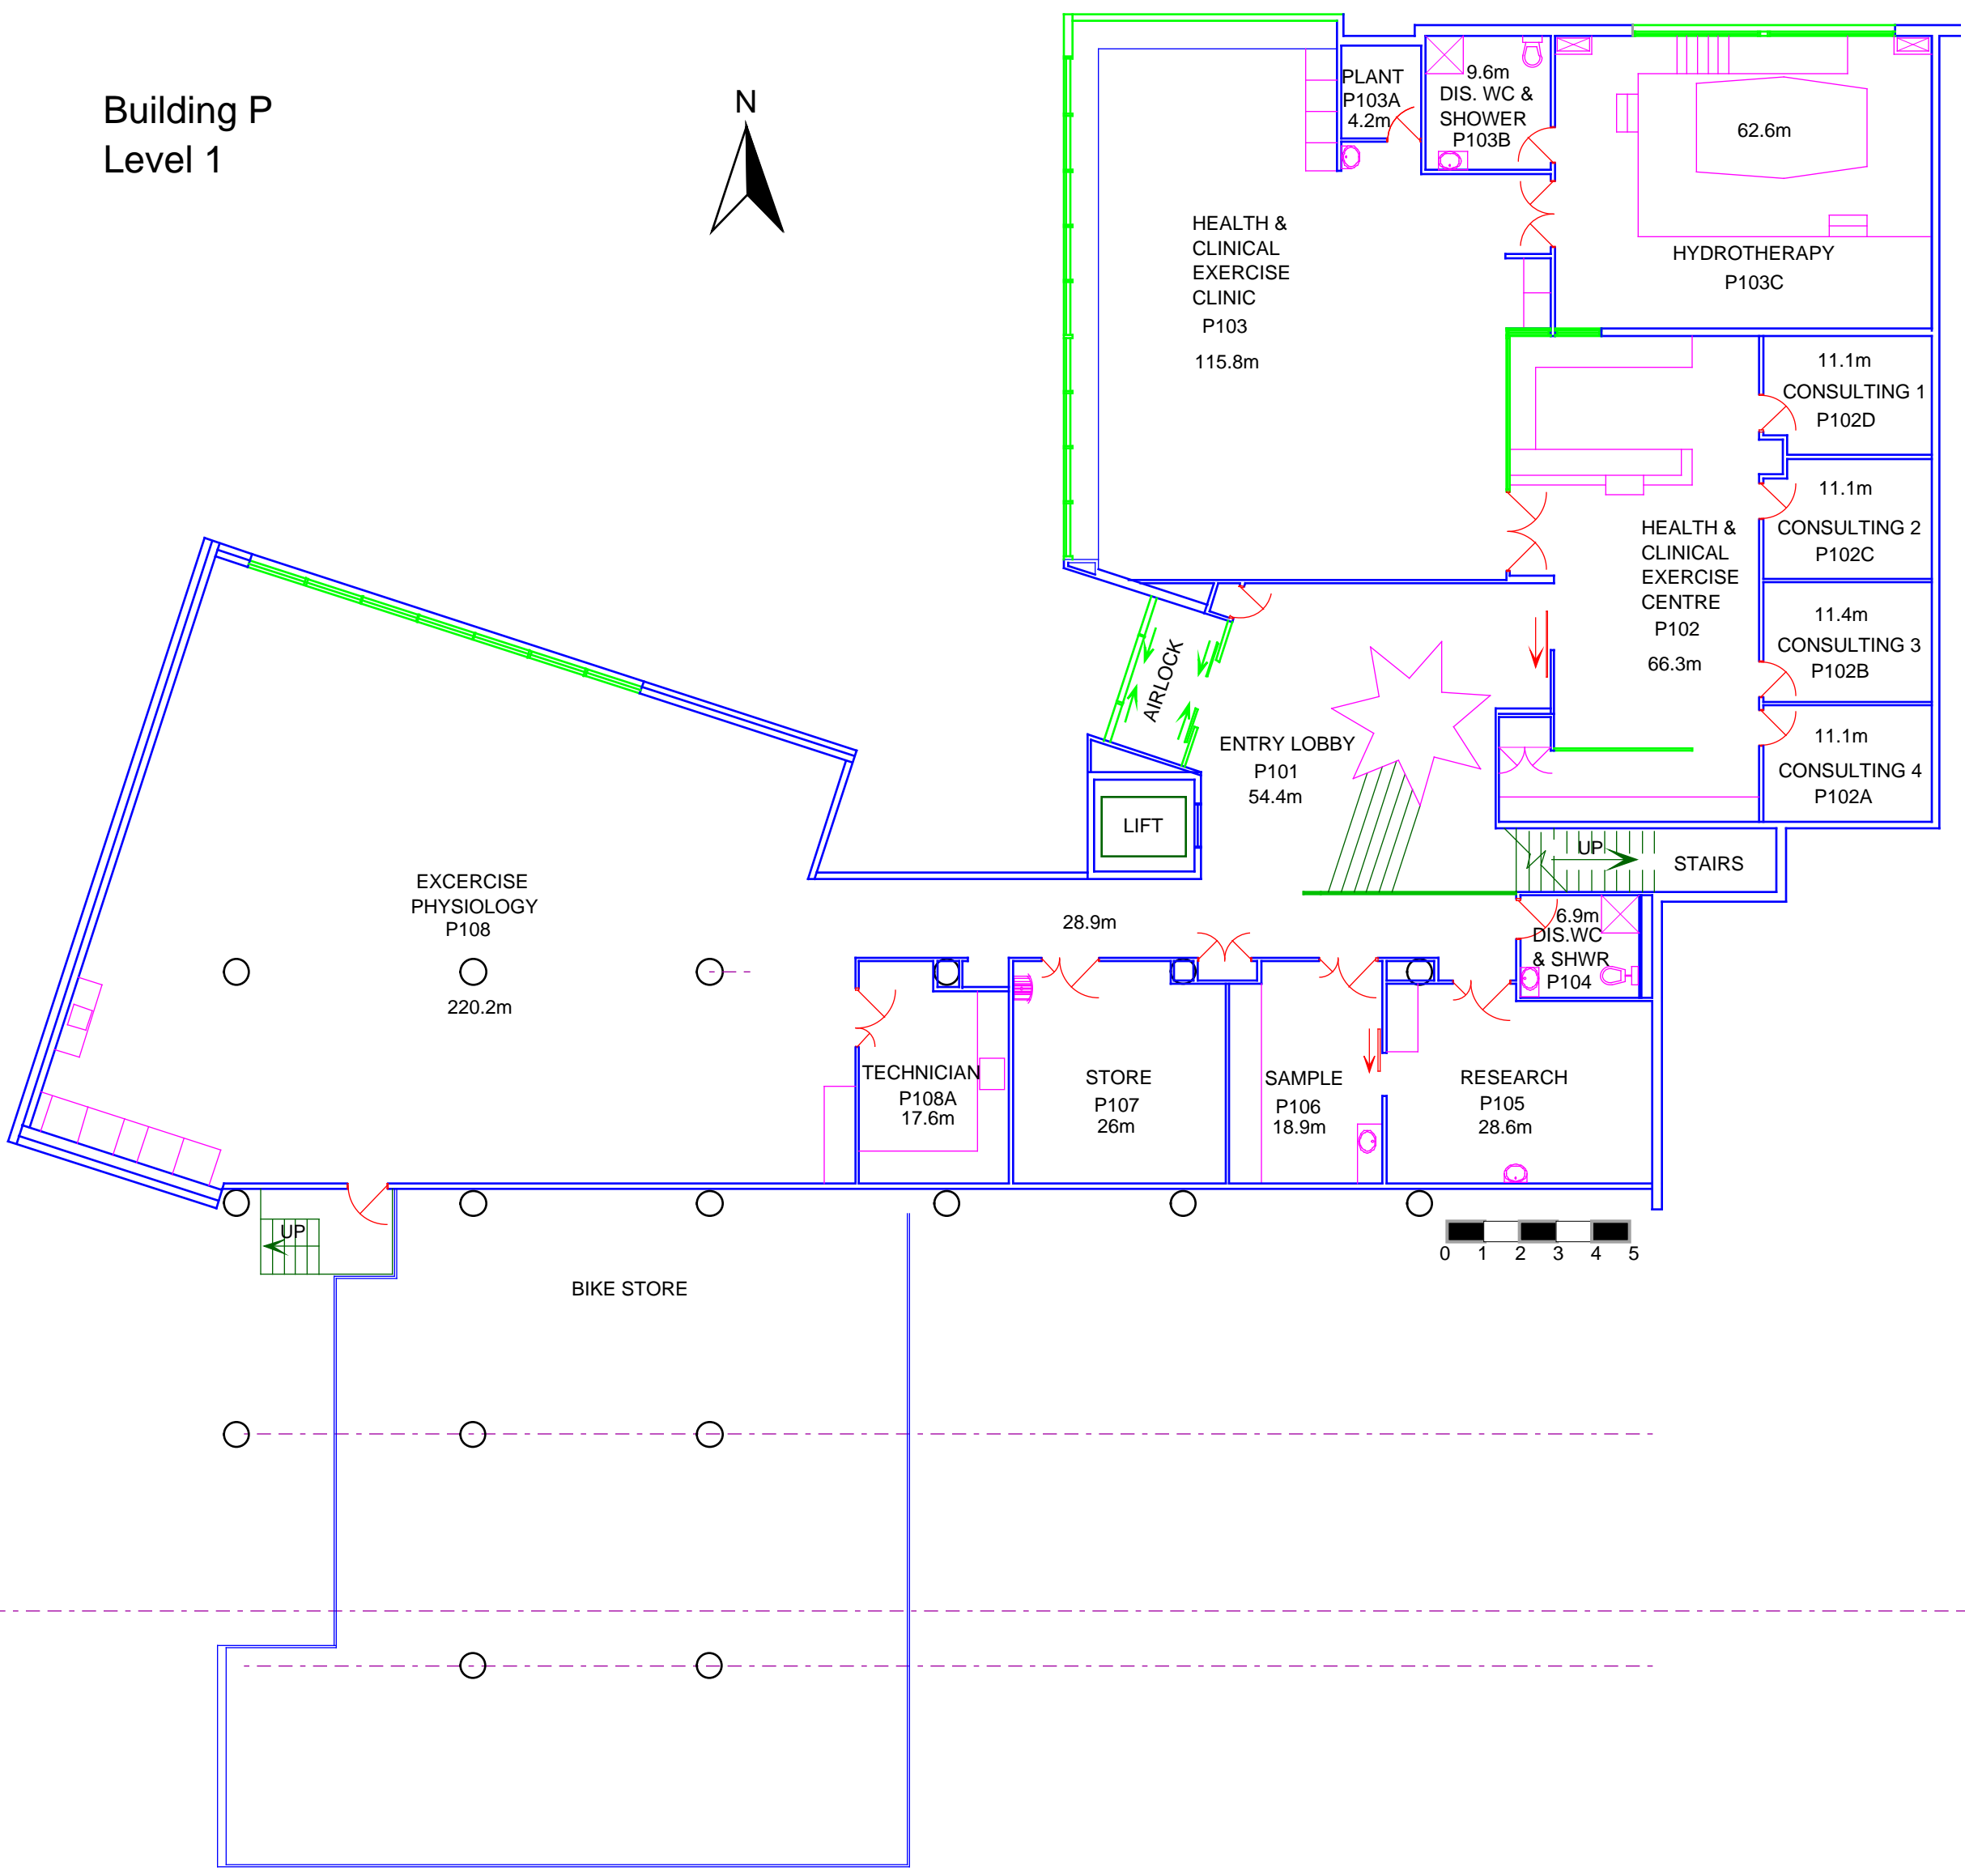 Building P
Level 1
N
PLANT
P103A
4.2m
9.6m
DIS. WC &
SHOWER
P103B
62.6m
HYDROTHERAPY
P103C
HEALTH &
CLINICAL
EXERCISE
CLINIC
P103
115.8m
11.1m
CONSULTING 1
P102D
11.1m
CONSULTING 2
P102C
HEALTH &
CLINICAL
EXERCISE
CENTRE
P102
66.3m
11.4m
CONSULTING 3
P102B
11.1m
CONSULTING 4
P102A
AIRLOCK
ENTRY LOBBY
P101
54.4m
LIFT
UP
STAIRS
EXCERCISE
PHYSIOLOGY
P108
220.2m
28.9m
6.9m
DIS.WC
& SHWR
P104
TECHNICIAN
P108A
17.6m
STORE
P107
26m
SAMPLE
P106
18.9m
RESEARCH
P105
28.6m
UP
0 1 2 3 4 5
BIKE STORE